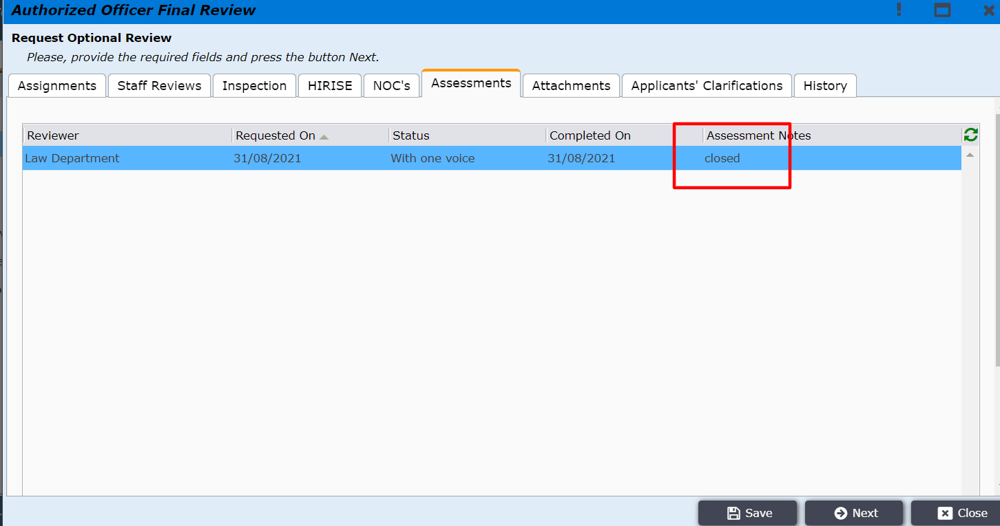 Authorized Officer Final Review
Request Optional Review
Please, provide the required fields and press the button Next.
Assignments Staff Reviews Inspection HIRISE NOC's Assessments Attachments Applicants' Clarifications History
Reviewer Requested On Status Completed On Assessment Notes
Law Department 31/08/2021 With one voice 31/08/2021 closed
Save Next Close